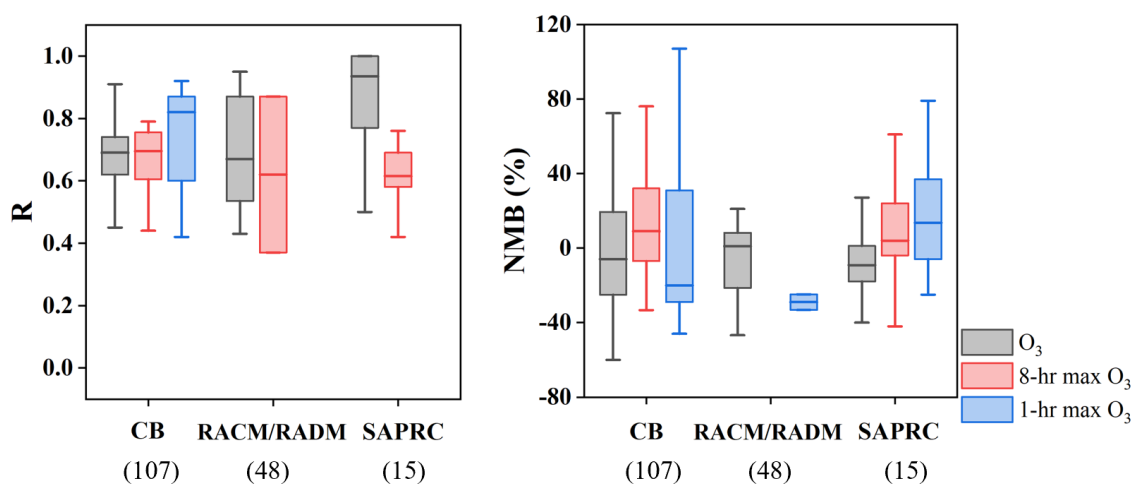 R
1.0
0.8
0.6
0.4
0.2
0.0
CB
RACM/RADM
SAPRC
(107)
(48)
(15)
NMB (%)
120
80
40
0
-40
-80
CB
RACM/RADM
SAPRC
(107)
(48)
(15)
O₃
8-hr max O₃
1-hr max O₃